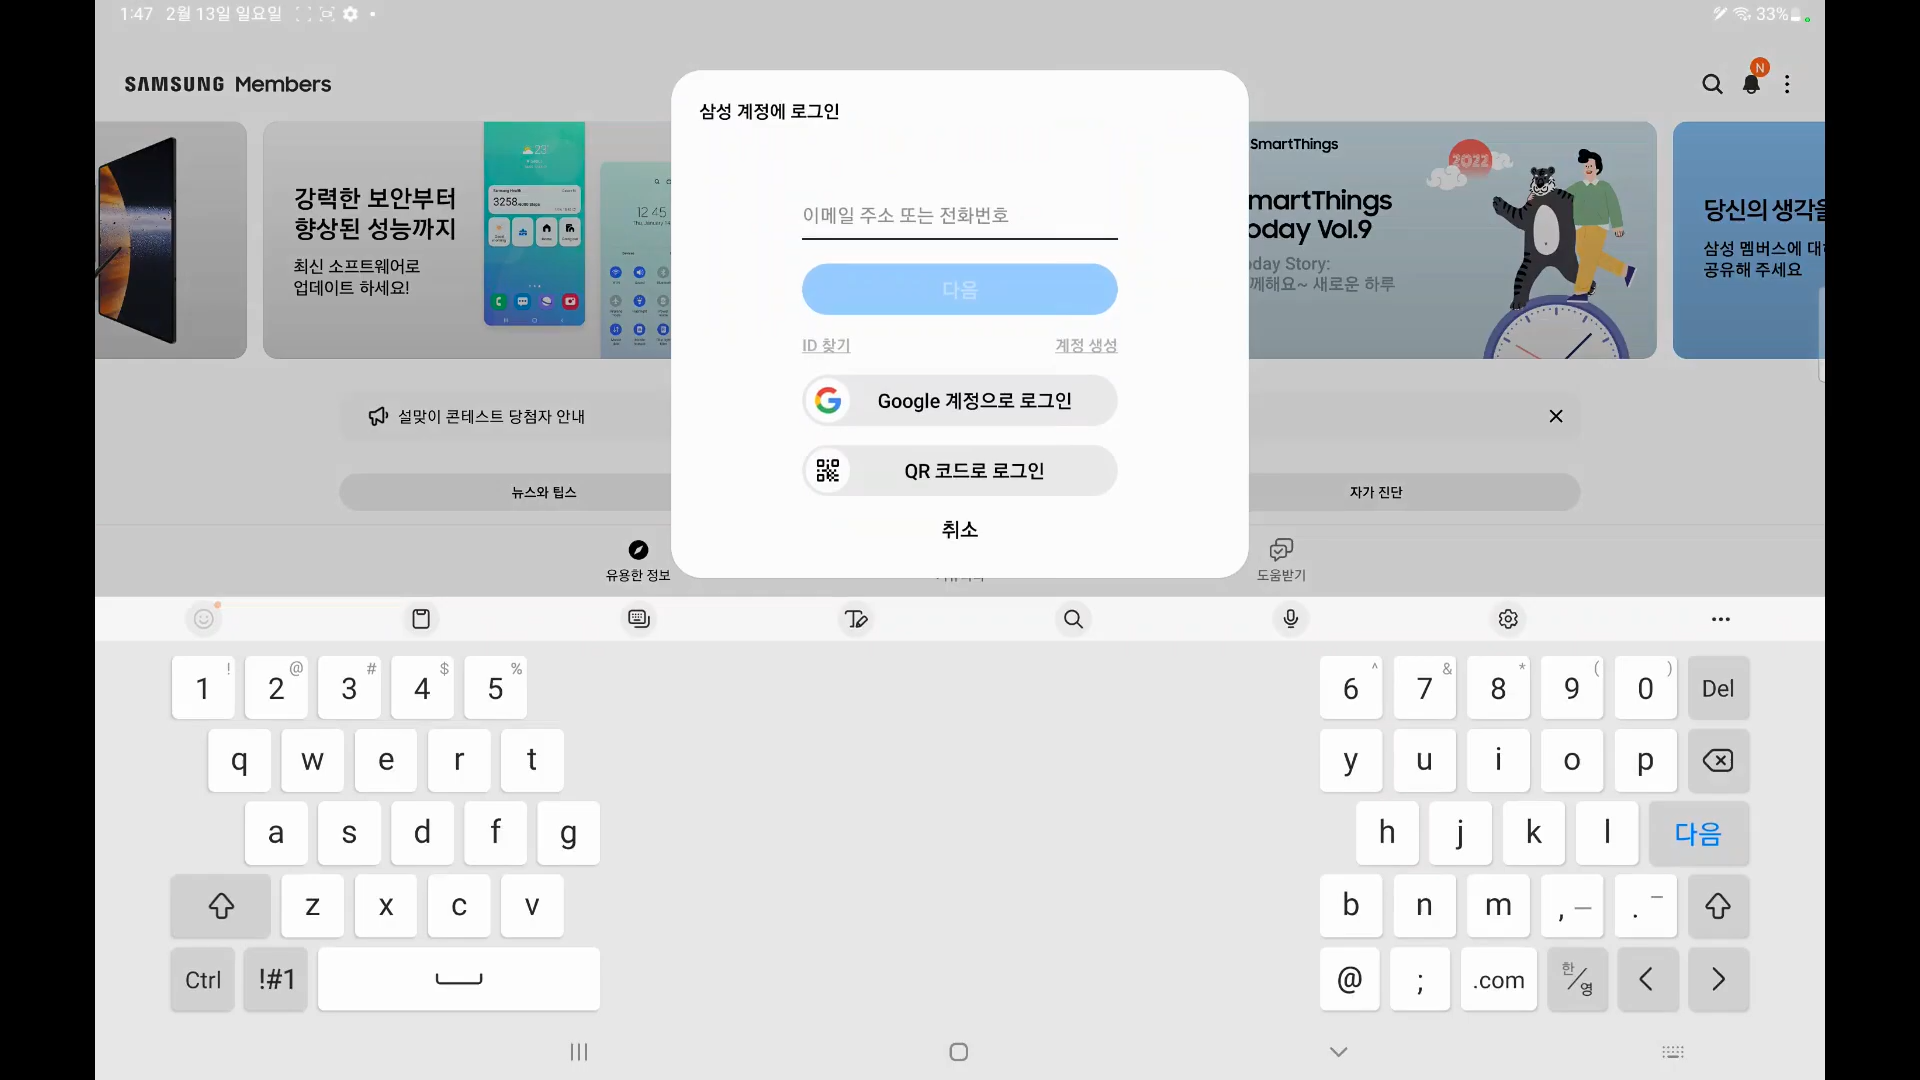 1:47 2월 13일 일요일
33%
SAMSUNG Members
N
삼성 계정에 로그인
이메일 주소 또는 전화번호
다음
ID 찾기
계정 생성
Google 계정으로 로그인
QR 코드로 로그인
취소
강력한 보안부터
향상된 성능까지
최신 소프트웨어로
업데이트 하세요!
23°
3258
12 45
SmartThings
martThings
oday Vol.9
day Story:
께해요~ 새로운 하루
2022
당신의 생각을
삼성 멤버스에 대
공유해 주세요
설맞이 콘테스트 당첨자 안내
뉴스와 팁스
자가 진단
유용한 정보
도움받기
1 ! 2 @ 3 # 4 $ 5 % 6 ^ 7 & 8 * 9 ( 0 ) Del
q w e r t y u i o p
a s d f g h j k l 다음
z x c v b n m , — . –
Ctrl !#1 @ ; .com 한/영 < >